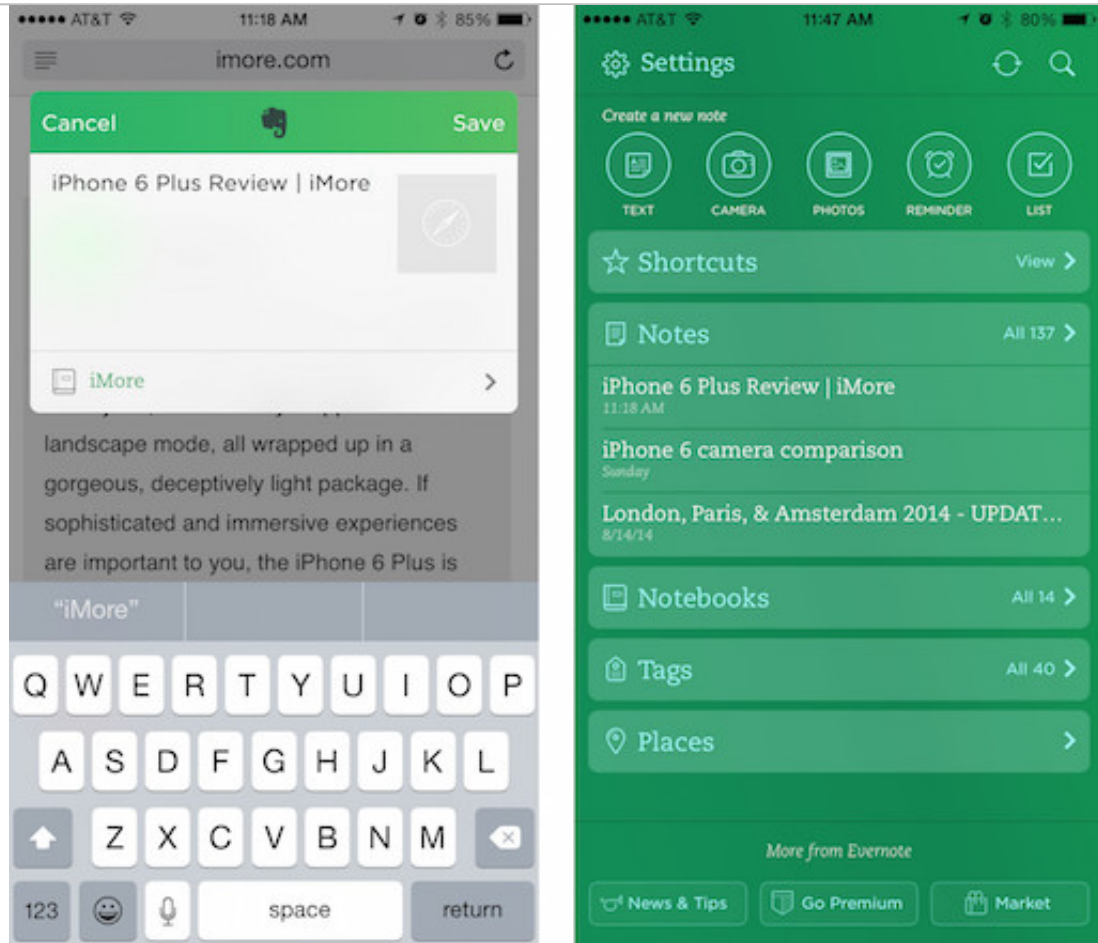 AT&T 11:18 AM 85%
imore.com
Cancel Save
iPhone 6 Plus Review | iMore
iMore
landscape mode, all wrapped up in a
gorgeous, deceptively light package. If
sophisticated and immersive experiences
are important to you, the iPhone 6 Plus is
“iMore”
Q W E R T Y U I O P
A S D F G H J K L
Z X C V B N M
123 space return
AT&T 11:47 AM 80%
Settings
Create a new note
TEXT CAMERA PHOTOS REMINDER LIST
Shortcuts View
Notes All 137
iPhone 6 Plus Review | iMore
11:18 AM
iPhone 6 camera comparison
Sunday
London, Paris, & Amsterdam 2014 - UPDAT...
8/14/14
Notebooks All 14
Tags All 40
Places
More from Evernote
News & Tips Go Premium Market